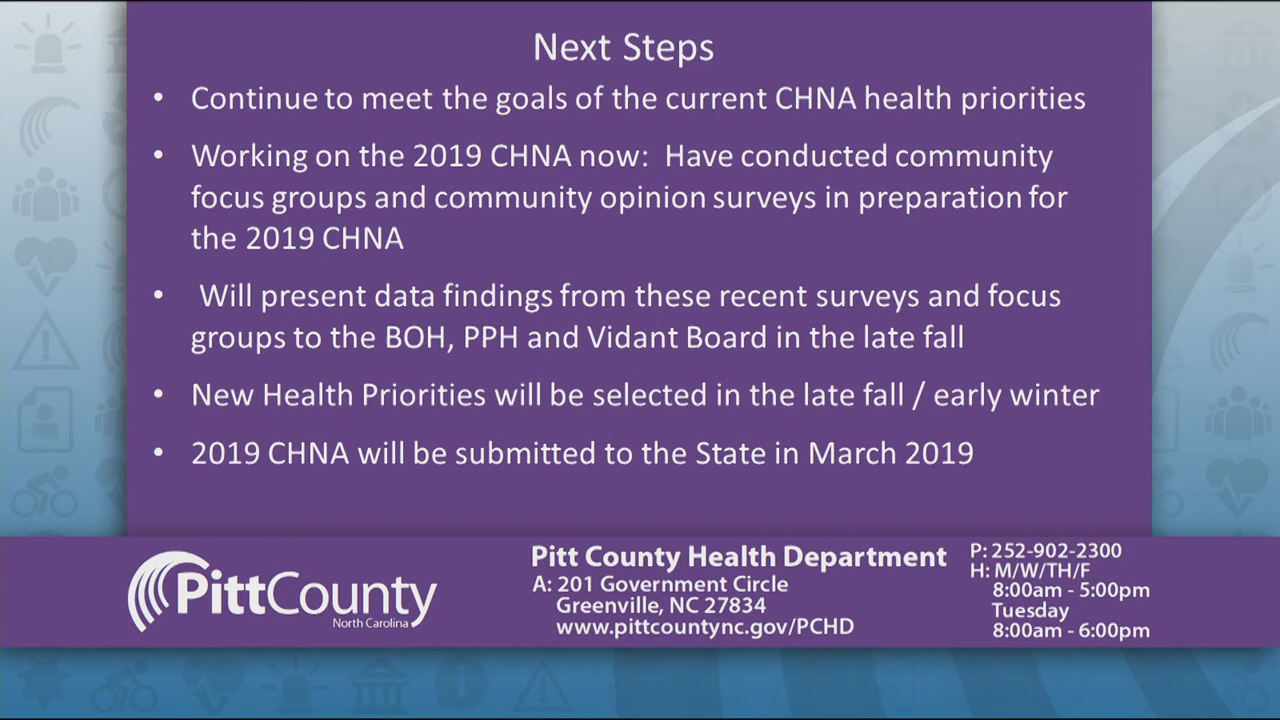 Next Steps
• Continue to meet the goals of the current CHNA health priorities
• Working on the 2019 CHNA now:  Have conducted community
focus groups and community opinion surveys in preparation for
the 2019 CHNA
• Will present data findings from these recent surveys and focus
groups to the BOH, PPH and Vidant Board in the late fall
• New Health Priorities will be selected in the late fall / early winter
• 2019 CHNA will be submitted to the State in March 2019
PittCounty
North Carolina
Pitt County Health Department
A: 201 Government Circle
Greenville, NC 27834
www.pittcountync.gov/PCHD
P: 252-902-2300
H: M/W/TH/F
8:00am - 5:00pm
Tuesday
8:00am - 6:00pm